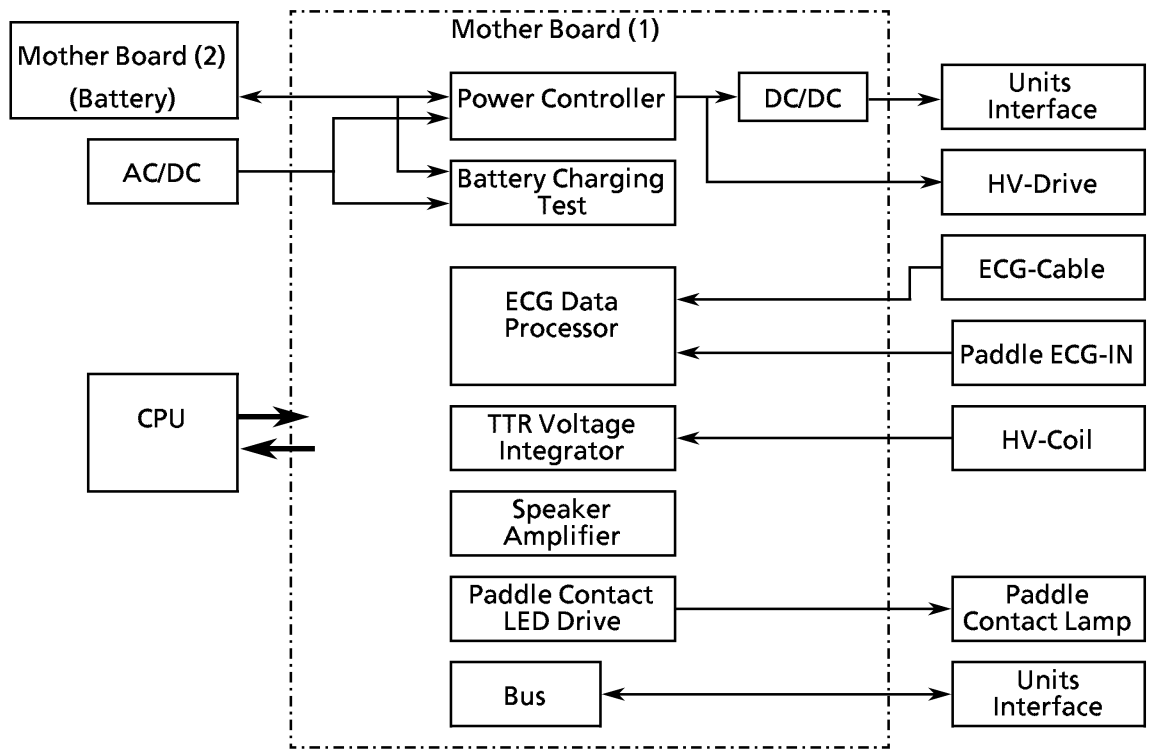 Mother Board (1)
Mother Board (2)
(Battery)
Power Controller
DC/DC
Units
Interface
AC/DC
Battery Charging
Test
HV-Drive
ECG-Cable
ECG Data
Processor
Paddle ECG-IN
CPU
TTR Voltage
Integrator
HV-Coil
Speaker
Amplifier
Paddle Contact
LED Drive
Paddle
Contact Lamp
Bus
Units
Interface